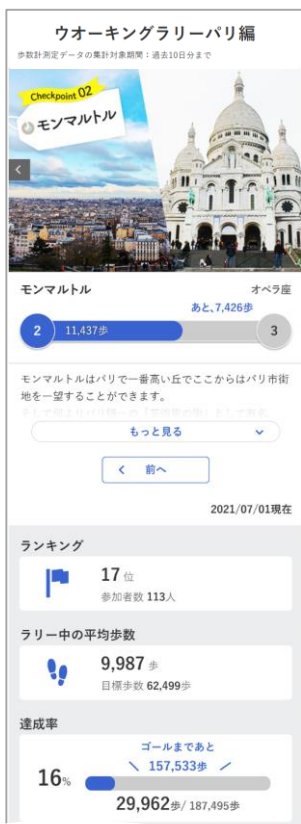 ウオーキングラリーパリ編
歩数計測定データの集計対象期間：過去10日分まで
Checkpoint 02
モンマルトル
モンマルトル
オペラ座
あと、7,426歩
2
11,437歩
3
モンマルトルはパリで一番高い丘でここからはパリ市街
地を一望することができます。
もっと見る
前へ
2021/07/01現在
ランキング
17 位
参加者数 113人
ラリー中の平均歩数
9,987 歩
目標歩数 62,499歩
達成率
ゴールまであと
157,533歩
16%
29,962歩/ 187,495歩